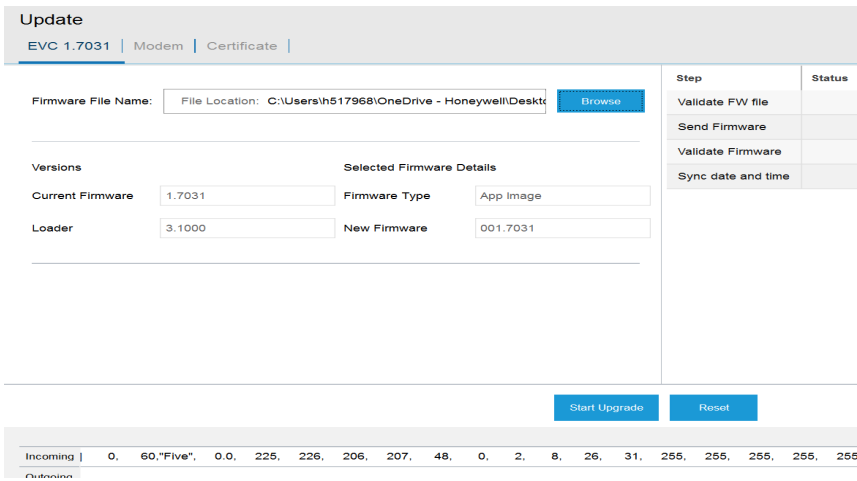 Update
EVC 1.7031 | Modem | Certificate |
Step Status
Firmware File Name: File Location: C:\Users\h517968\OneDrive - Honeywell\Deskto Browse
Validate FW file
Send Firmware
Validate Firmware
Sync date and time
Versions Selected Firmware Details
Current Firmware 1.7031 Firmware Type App Image
Loader 3.1000 New Firmware 001.7031
Start Upgrade Reset
Incoming | 0, 60,"Five", 0.0, 225, 226, 206, 207, 48, 0, 2, 8, 26, 31, 255, 255, 255, 255, 255
Outgoing